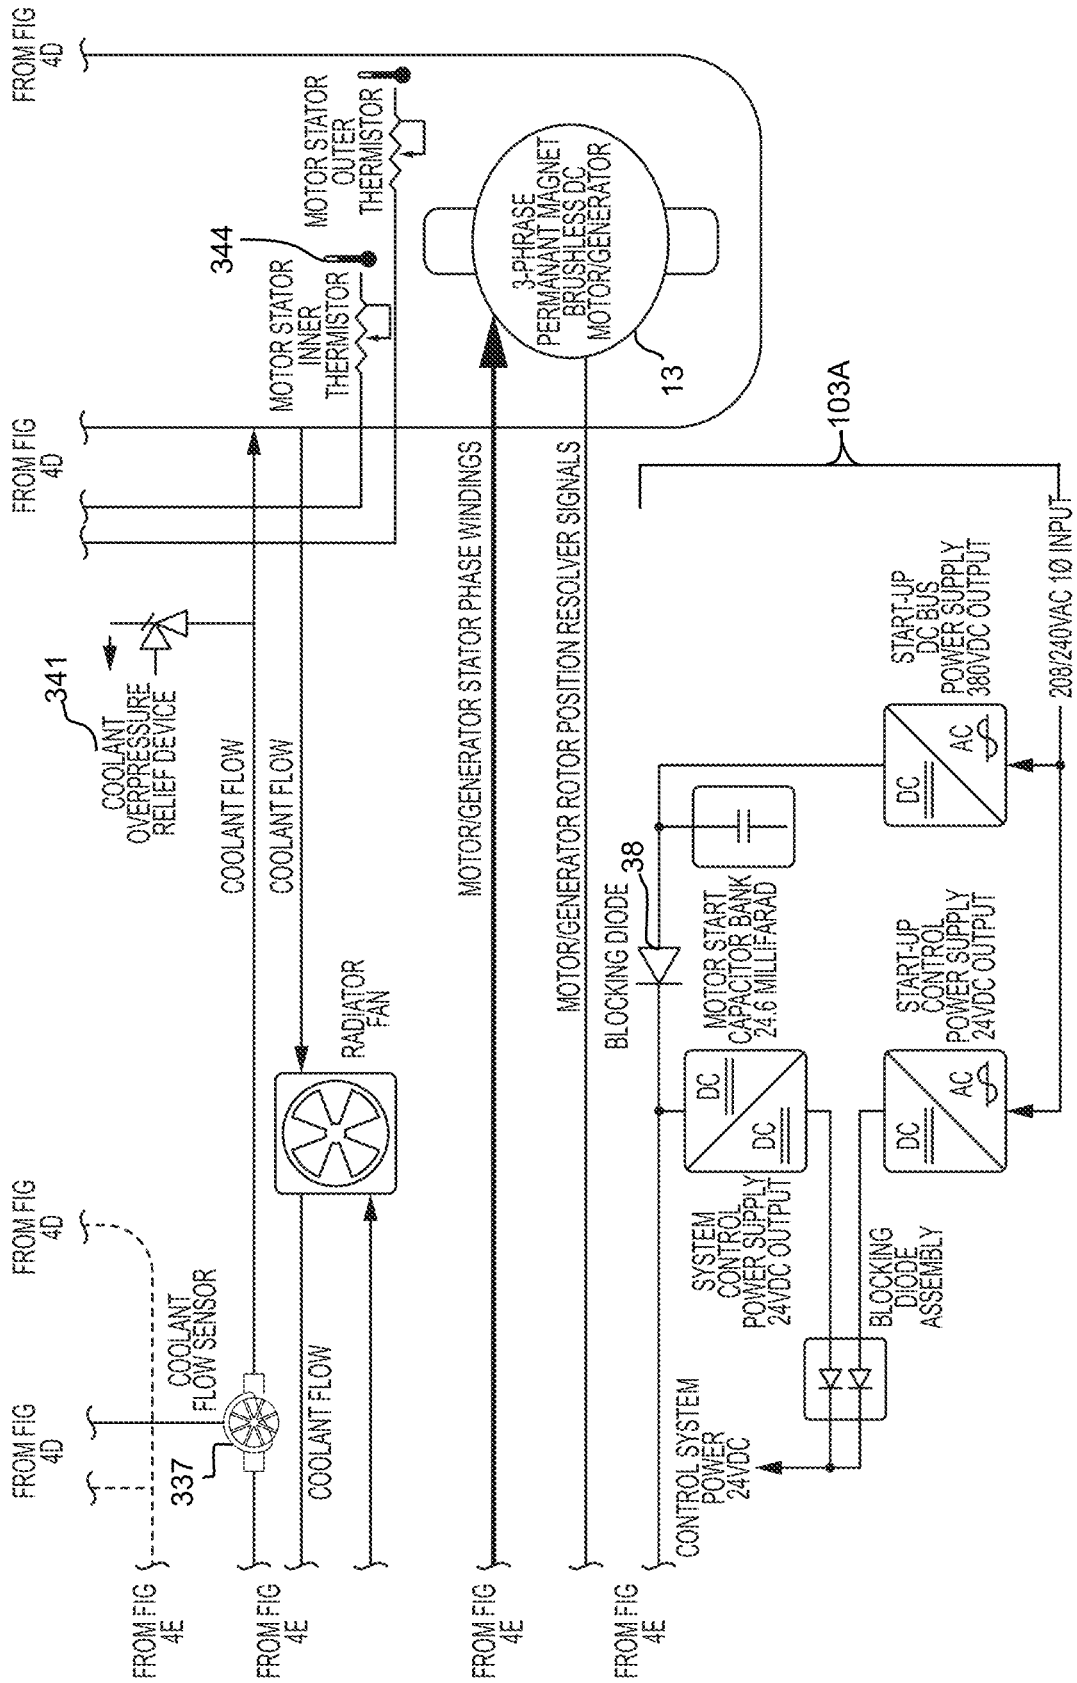 FROM FIG
4D
FROM FIG
4D
FROM FIG
4D
FROM FIG
4D
341
COOLANT
OVERPRESSURE
RELIEF DEVICE
344
MOTOR STATOR
INNER
THERMISTOR
MOTOR STATOR
OUTER
THERMISTOR
FROM FIG
4E
337
COOLANT
FLOW SENSOR
COOLANT FLOW
COOLANT FLOW
FROM FIG
4E
COOLANT FLOW
RADIATOR
FAN
3-PHRASE
PERMANANT MAGNET
BRUSHLESS DC
MOTOR/GENERATOR
13
FROM FIG
4E
MOTOR/GENERATOR STATOR PHASE WINDINGS
MOTOR/GENERATOR ROTOR POSITION RESOLVER SIGNALS
FROM FIG
4E
BLOCKING DIODE
38
CONTROL SYSTEM
POWER
24VDC
SYSTEM
CONTROL
POWER SUPPLY
24VDC OUTPUT
DC
DC
MOTOR START
CAPACITOR BANK
24.6 MILLIFARAD
103A
BLOCKING
DIODE
ASSEMBLY
DC
AC
START-UP
CONTROL
POWER SUPPLY
24VDC OUTPUT
DC
AC
START-UP
DC BUS
POWER SUPPLY
380VDC OUTPUT
208/240VAC 1Ø INPUT